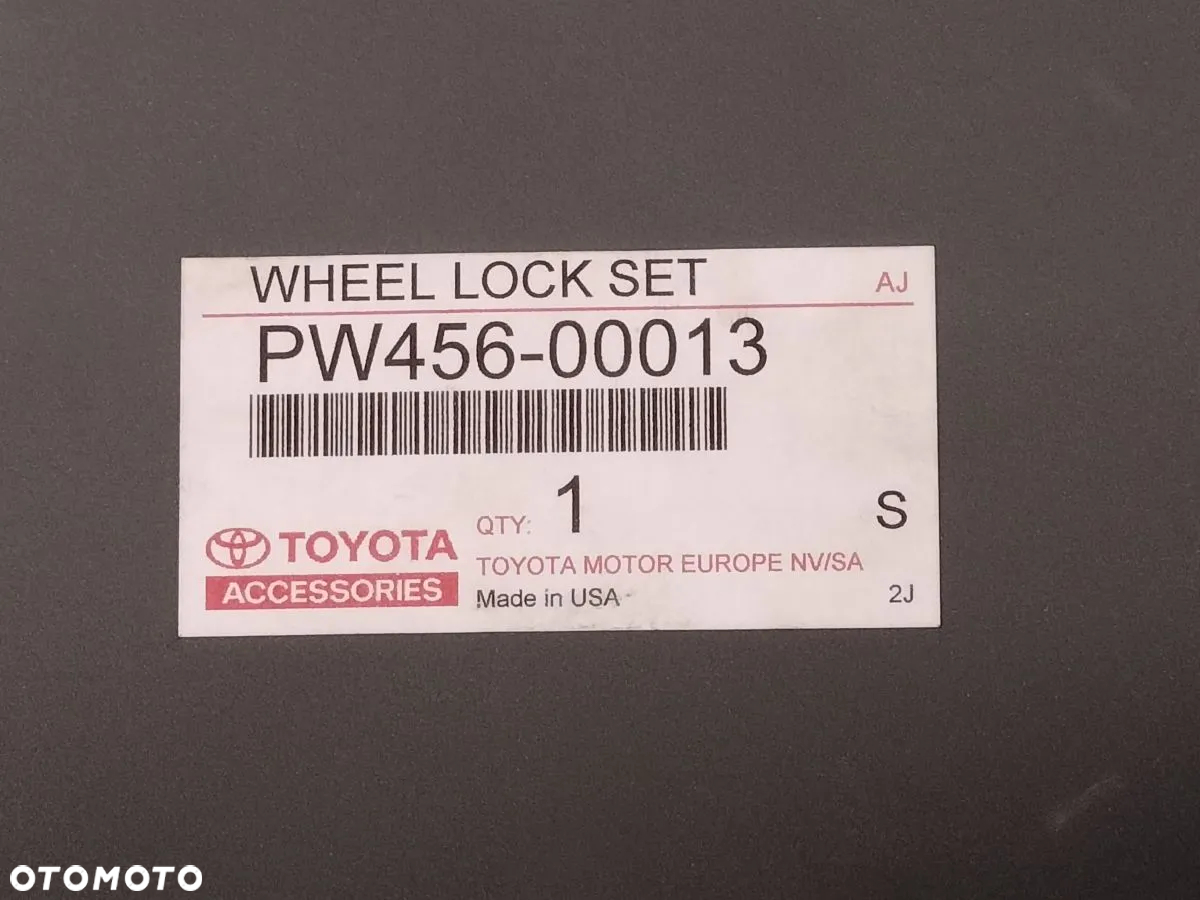 WHEEL LOCK SET AJ
PW456-00013
QTY: 1 S
TOYOTA
ACCESSORIES
TOYOTA MOTOR EUROPE NV/SA
Made in USA 2J
OTOMOTO